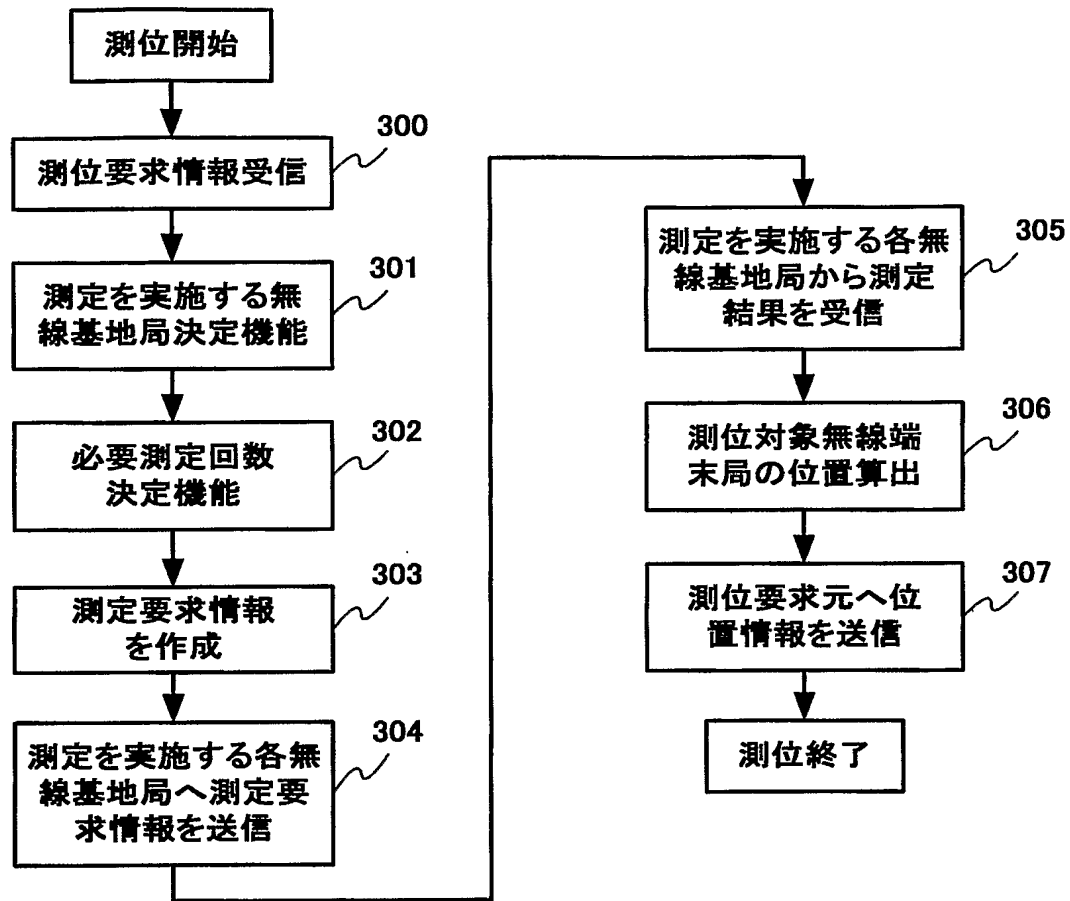 測位開始
300
測位要求情報受信
301
測定を実施する無
線基地局決定機能
302
必要測定回数
決定機能
303
測定要求情報
を作成
304
測定を実施する各無
線基地局へ測定要
求情報を送信
305
測定を実施する各無
線基地局から測定
結果を受信
306
測位対象無線端
末局の位置算出
307
測位要求元へ位
置情報を送信
測位終了